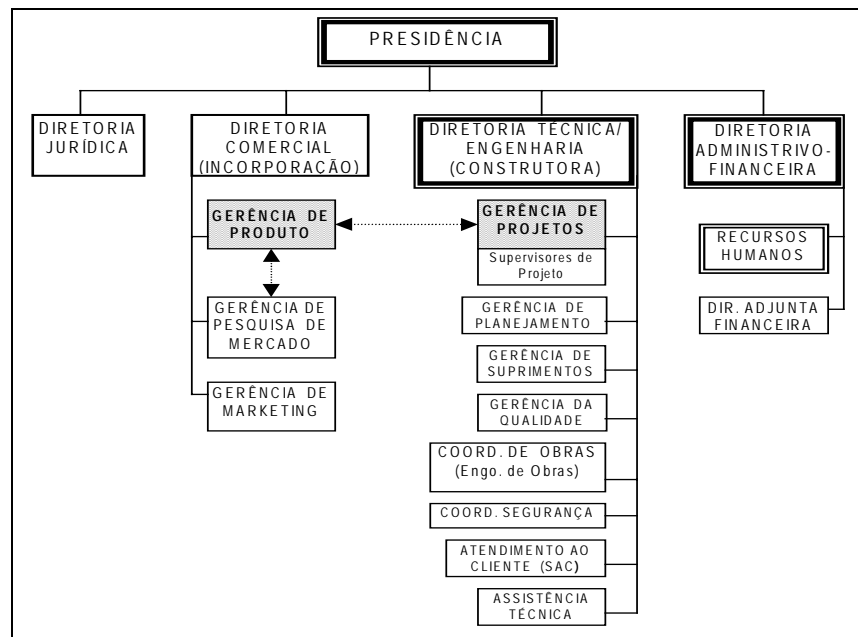 PRESIDÊNCIA
DIRETORIA
JURÍDICA
DIRETORIA
COMERCIAL
(INCORPORAÇÃO)
DIRETORIA TÉCNICA/
ENGENHARIA
(CONSTRUTORA)
DIRETORIA
ADMINISTRIVO-
FINANCEIRA
GERÊNCIA DE
PRODUTO
GERÊNCIA DE
PESQUISA DE
MERCADO
GERÊNCIA DE
MARKETING
GERÊNCIA DE
PROJETOS
Supervisores de
Projeto
GERÊNCIA DE
PLANEJAMENTO
GERÊNCIA DE
SUPRIMENTOS
GERÊNCIA DA
QUALIDADE
COORD. DE OBRAS
(Engo. de Obras)
COORD. SEGURANÇA
ATENDIMENTO AO
CLIENTE (SAC)
ASSISTÊNCIA
TÉCNICA
RECURSOS
HUMANOS
DIR. ADJUNTA
FINANCEIRA